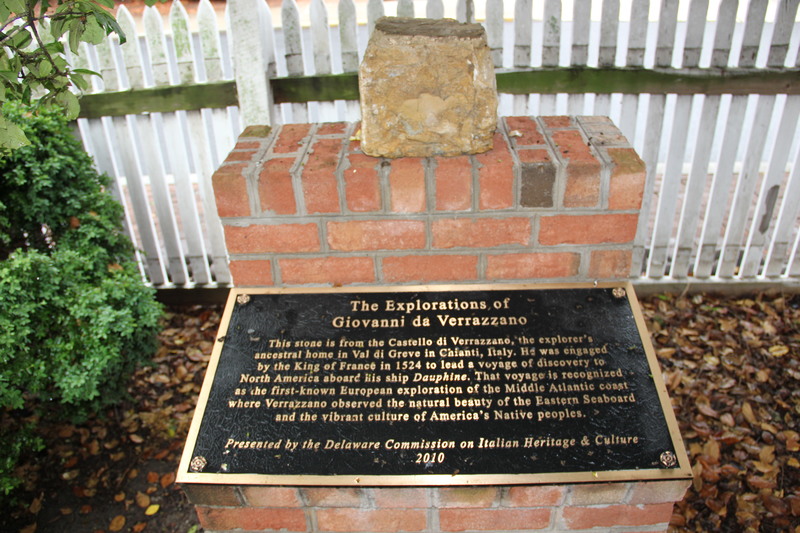 The Explorations of
Giovanni da Verrazzano
This stone is from the Castello di Verrazzano, the explorer's
ancestral home in Val di Greve in Chianti, Italy. He was engaged
by the King of France in 1524 to lead a voyage of discovery to
North America aboard his ship Dauphine. That voyage is recognized
as the first-known European exploration of the Middle Atlantic coast
where Verrazzano observed the natural beauty of the Eastern Seaboard
and the vibrant culture of America's Native peoples.
Presented by the Delaware Commission on Italian Heritage & Culture
2010